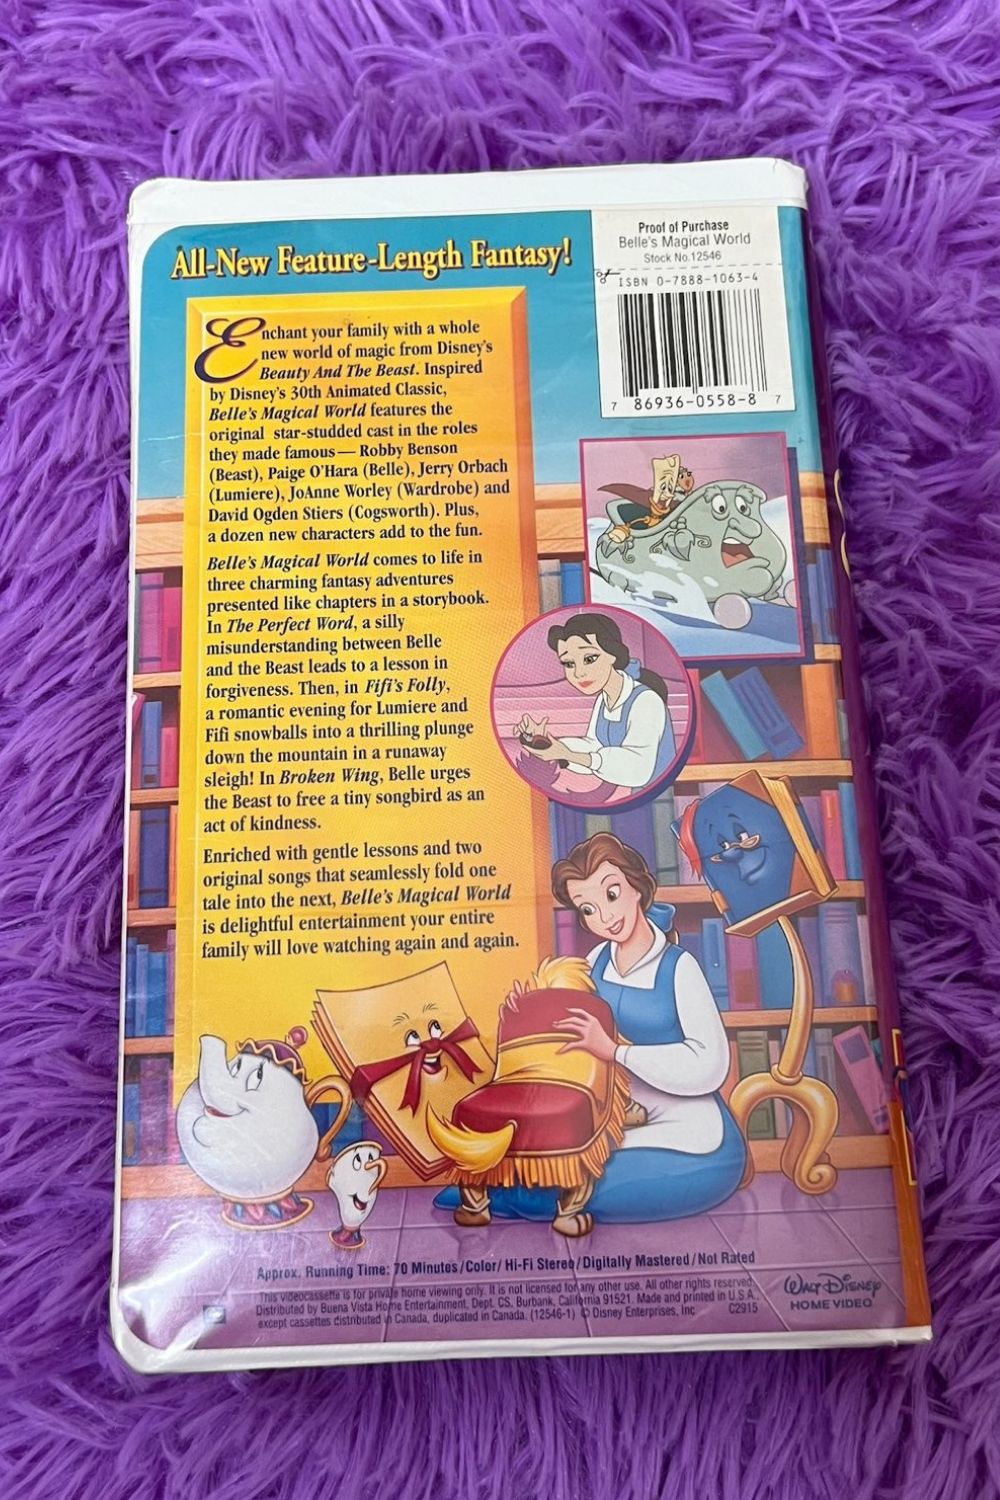 All-New Feature-Length Fantasy!
Proof of Purchase
Belle's Magical World
Stock No.12546
ISBN 0-7888-1063-4
7 86936-0558-8 7
Enchant your family with a whole
new world of magic from Disney's
Beauty And The Beast. Inspired
by Disney's 30th Animated Classic,
Belle's Magical World features the
original star-studded cast in the roles
they made famous — Robby Benson
(Beast), Paige O'Hara (Belle), Jerry Orbach
(Lumiere), JoAnne Worley (Wardrobe) and
David Ogden Stiers (Cogsworth). Plus,
a dozen new characters add to the fun.
Belle's Magical World comes to life in
three charming fantasy adventures
presented like chapters in a storybook.
In The Perfect Word, a silly
misunderstanding between Belle
and the Beast leads to a lesson in
forgiveness. Then, in Fifi's Folly,
a romantic evening for Lumiere and
Fifi snowballs into a thrilling plunge
down the mountain in a runaway
sleigh! In Broken Wing, Belle urges
the Beast to free a tiny songbird as an
act of kindness.
Enriched with gentle lessons and two
original songs that seamlessly fold one
tale into the next, Belle's Magical World
is delightful entertainment your entire
family will love watching again and again.
Approx. Running Time: 70 Minutes/Color/ Hi-Fi Stereo/Digitally Mastered/Not Rated
This videocassette is for private home viewing only. It is not licensed for any other use. All other rights reserved.
Distributed by Buena Vista Home Entertainment, Dept. CS, Burbank, California 91521. Made and printed in U.S.A.,
except cassettes distributed in Canada, duplicated in Canada. (12546-1) © Disney Enterprises, Inc. C2915
Walt Disney
HOME VIDEO